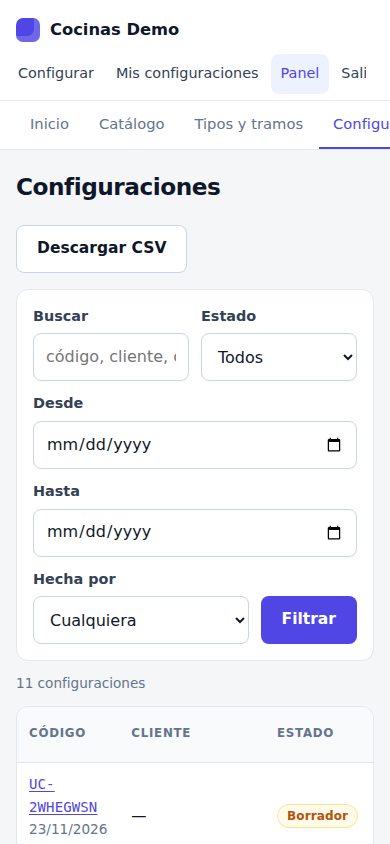 Cocinas Demo
Configurar Mis configuraciones Panel Sali
Inicio Catálogo Tipos y tramos Configu
Configuraciones
Descargar CSV
Buscar Estado
código, cliente, c Todos
Desde
mm/dd/yyyy
Hasta
mm/dd/yyyy
Hecha por
Cualquiera Filtrar
11 configuraciones
CÓDIGO CLIENTE ESTADO
UC-
2WHEGWSN
23/11/2026 — Borrador